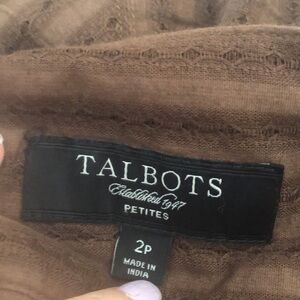 TALBOTS
Established 1947
PETITES
2P
MADE IN
INDIA